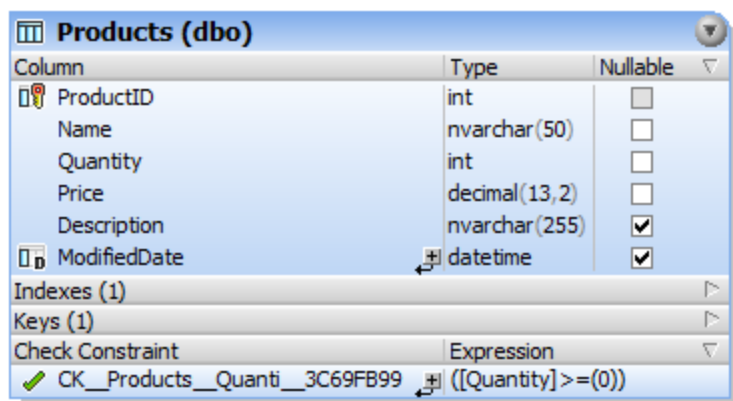 Products (dbo)
Column Type Nullable
ProductID int
Name nvarchar(50)
Quantity int
Price decimal(13,2)
Description nvarchar(255)
ModifiedDate datetime
Indexes (1)
Keys (1)
Check Constraint Expression
CK__Products__Quanti__3C69FB99 ([Quantity]>=(0))